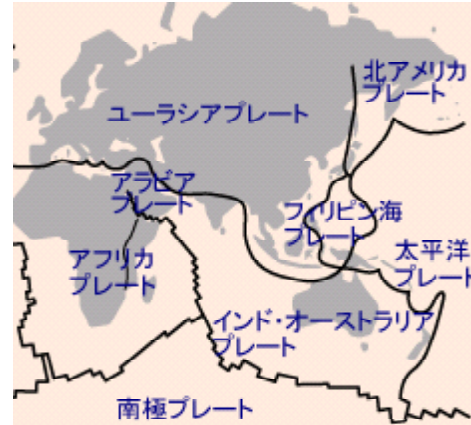 北アメリカ
プレート
ユーラシアプレート
アラビア
プレート
フィリピン海
プレート
太平洋
プレート
アフリカ
プレート
インド・オーストラリア
プレート
南極プレート